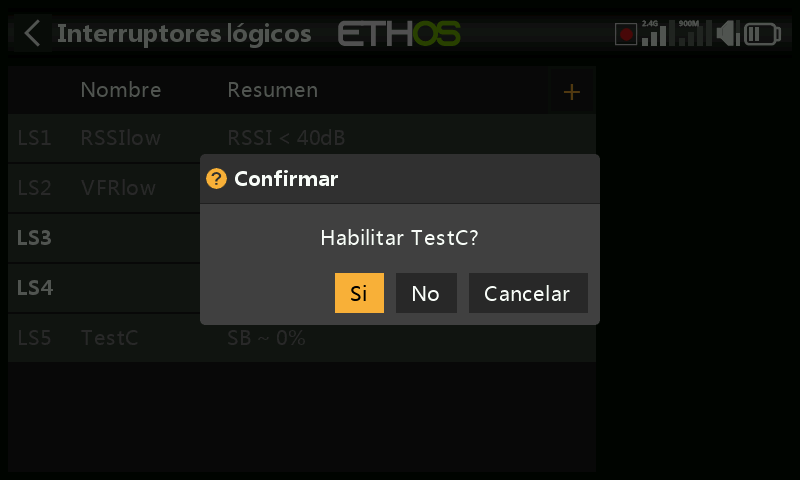 Interruptores lógicos ETHOS 2.4G 900M
Nombre Resumen +
LS1 RSSIlow RSSI < 40dB
LS2 VFRlow
? Confirmar
LS3
Habilitar TestC?
LS4
Si No Cancelar
LS5 TestC SB ~ 0%